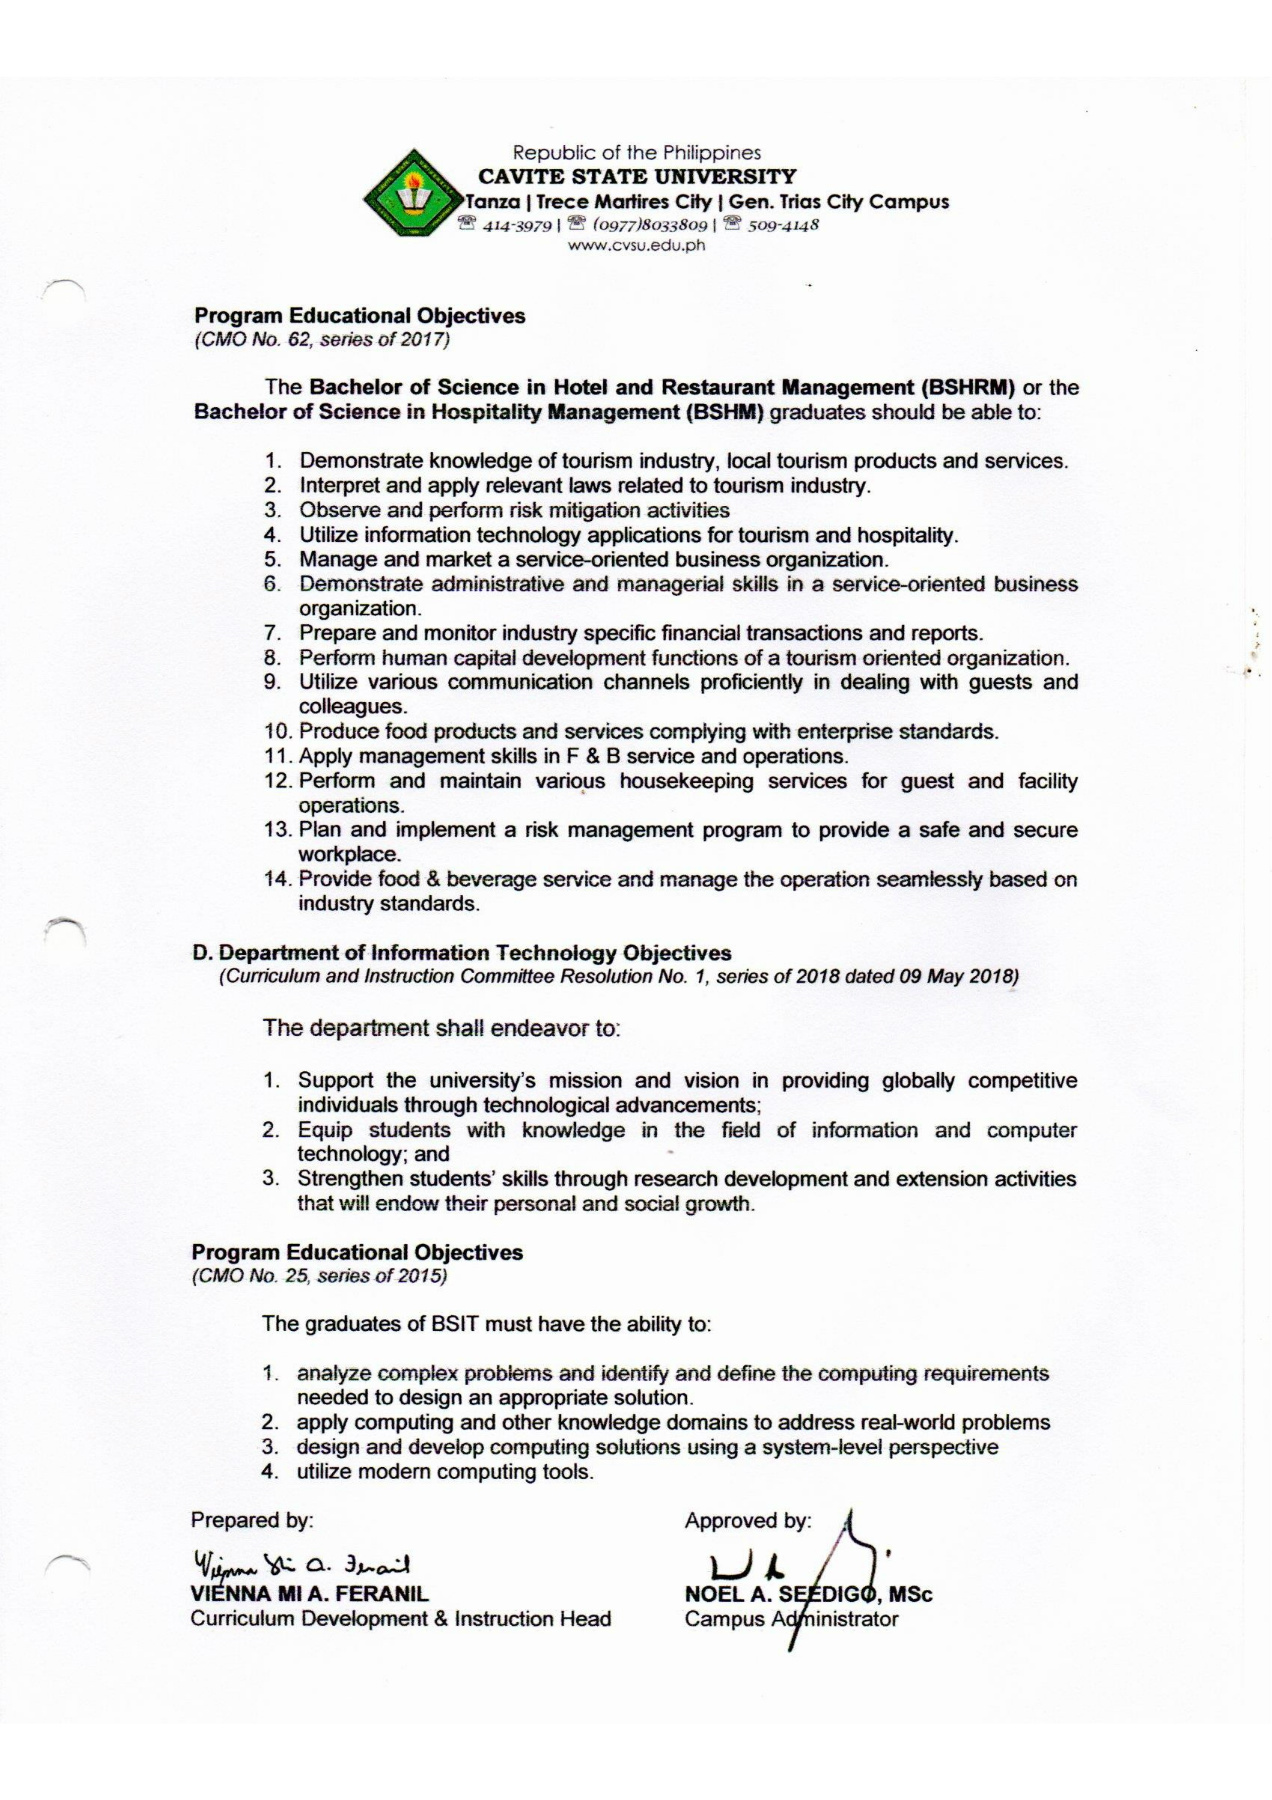 Republic of the Philippines
CAVITE STATE UNIVERSITY
Tanza | Trece Martires City | Gen. Trias City Campus
☏ 414-3979 | ☏ (0977)8033809 | ☏ 509-4148
www.cvsu.edu.ph
Program Educational Objectives
(CMO No. 62, series of 2017)
The Bachelor of Science in Hotel and Restaurant Management (BSHRM) or the
Bachelor of Science in Hospitality Management (BSHM) graduates should be able to:
1. Demonstrate knowledge of tourism industry, local tourism products and services.
2. Interpret and apply relevant laws related to tourism industry.
3. Observe and perform risk mitigation activities
4. Utilize information technology applications for tourism and hospitality.
5. Manage and market a service-oriented business organization.
6. Demonstrate administrative and managerial skills in a service-oriented business
organization.
7. Prepare and monitor industry specific financial transactions and reports.
8. Perform human capital development functions of a tourism oriented organization.
9. Utilize various communication channels proficiently in dealing with guests and
colleagues.
10. Produce food products and services complying with enterprise standards.
11. Apply management skills in F & B service and operations.
12. Perform and maintain various housekeeping services for guest and facility
operations.
13. Plan and implement a risk management program to provide a safe and secure
workplace.
14. Provide food & beverage service and manage the operation seamlessly based on
industry standards.
D. Department of Information Technology Objectives
(Curriculum and Instruction Committee Resolution No. 1, series of 2018 dated 09 May 2018)
The department shall endeavor to:
1. Support the university's mission and vision in providing globally competitive
individuals through technological advancements;
2. Equip students with knowledge in the field of information and computer
technology; and
3. Strengthen students' skills through research development and extension activities
that will endow their personal and social growth.
Program Educational Objectives
(CMO No. 25, series of 2015)
The graduates of BSIT must have the ability to:
1. analyze complex problems and identify and define the computing requirements
needed to design an appropriate solution.
2. apply computing and other knowledge domains to address real-world problems
3. design and develop computing solutions using a system-level perspective
4. utilize modern computing tools.
Prepared by: Approved by:
VIENNA MI A. FERANIL NOEL A. SEEDIGO, MSc
Curriculum Development & Instruction Head Campus Administrator